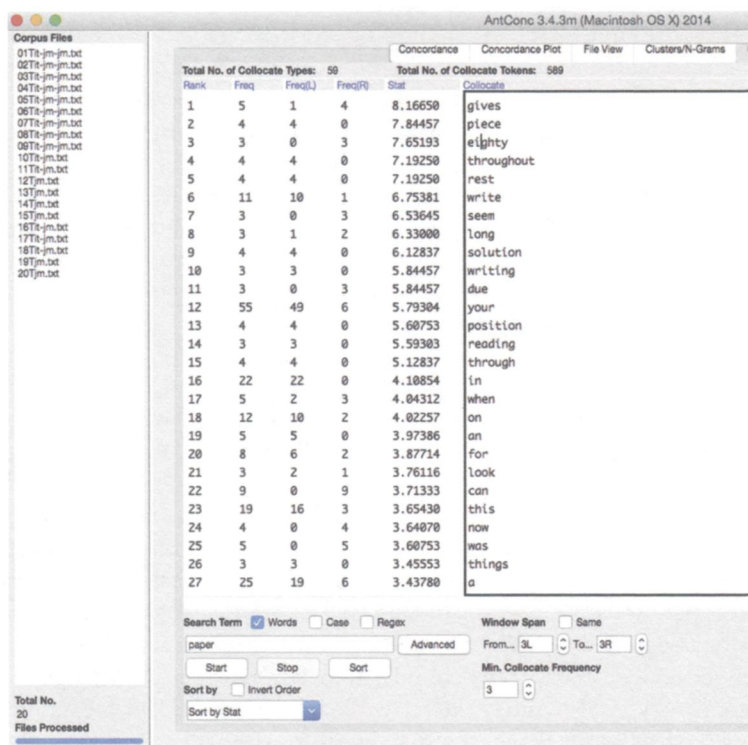 AntConc 3.4.3m (Macintosh OS X) 2014
Corpus Files
01Tit-jm-jm.txt
02Tit-jm-jm.txt
03Tit-jm-jm.txt
04Tit-jm-jm.txt
05Tit-jm-jm.txt
06Tit-jm-jm.txt
07Tit-jm-jm.txt
08Tit-jm-jm.txt
09Tit-jm-jm.txt
10Titjm.txt
11Tit-jm.txt
12Tjm.txt
13Tjm.txt
14Tjm.txt
15Tjm.txt
16Tit-jm.txt
17Tit-jm.txt
18Tit-jm.txt
19Tjm.txt
20Tjm.txt
Total No.
20
Files Processed
Concordance Concordance Plot File View Clusters/N-Grams
Total No. of Collocate Types: 59 Total No. of Collocate Tokens: 589
Rank Freq Freq(L) Freq(R) Stat Collocate
1 5 1 4 8.16650 gives
2 4 4 0 7.84457 piece
3 3 0 3 7.65193 eighty
4 4 4 0 7.19250 throughout
5 4 4 0 7.19250 rest
6 11 10 1 6.75381 write
7 3 0 3 6.53645 seem
8 3 1 2 6.33000 long
9 4 4 0 6.12837 solution
10 3 3 0 5.84457 writing
11 3 0 3 5.84457 due
12 55 49 6 5.79304 your
13 4 4 0 5.60753 position
14 3 3 0 5.59303 reading
15 4 4 0 5.12837 through
16 22 22 0 4.10854 in
17 5 2 3 4.04312 when
18 12 10 2 4.02257 on
19 5 5 0 3.97386 an
20 8 6 2 3.87714 for
21 3 2 1 3.76116 look
22 9 0 9 3.71333 can
23 19 16 3 3.65430 this
24 4 0 4 3.64070 now
25 5 0 5 3.60753 was
26 3 3 0 3.45553 things
27 25 19 6 3.43780 a
Search Term Words Case Regex Window Span Same
paper Advanced From... 3L To... 3R
Start Stop Sort Min. Collocate Frequency
Sort by Invert Order 3
Sort by Stat